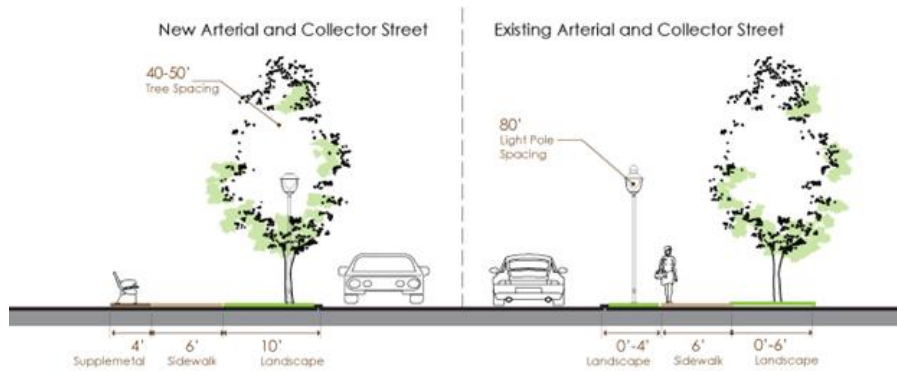 New Arterial and Collector Street
Existing Arterial and Collector Street
40-50'
Tree Spacing
80'
Light Pole
Spacing
4'
Supplemetal
6'
Sidewalk
10'
Landscape
0'-4'
Landscape
6'
Sidewalk
0'-6'
Landscape